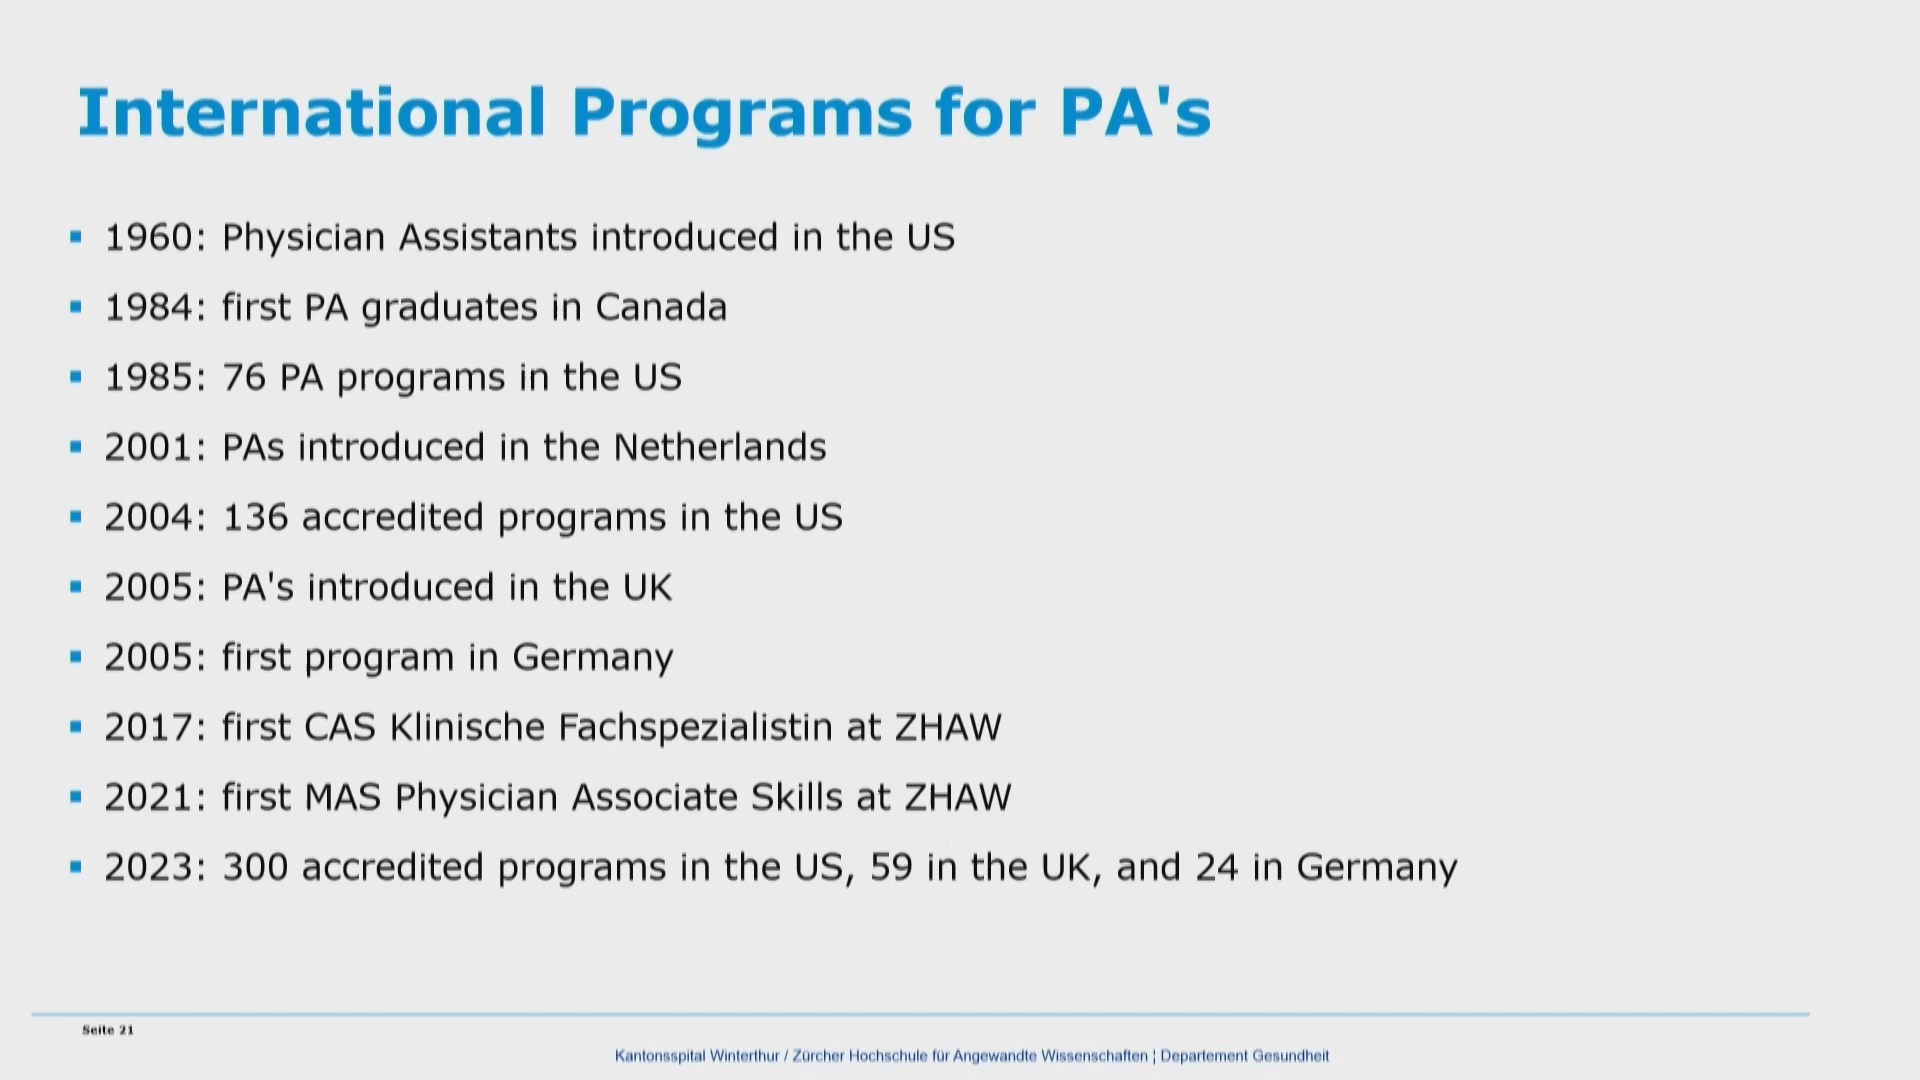 International Programs for PA's
▪ 1960: Physician Assistants introduced in the US
▪ 1984: first PA graduates in Canada
▪ 1985: 76 PA programs in the US
▪ 2001: PAs introduced in the Netherlands
▪ 2004: 136 accredited programs in the US
▪ 2005: PA's introduced in the UK
▪ 2005: first program in Germany
▪ 2017: first CAS Klinische Fachspezialistin at ZHAW
▪ 2021: first MAS Physician Associate Skills at ZHAW
▪ 2023: 300 accredited programs in the US, 59 in the UK, and 24 in Germany
Seite 21
Kantonsspital Winterthur / Zürcher Hochschule für Angewandte Wissenschaften ¦ Departement Gesundheit